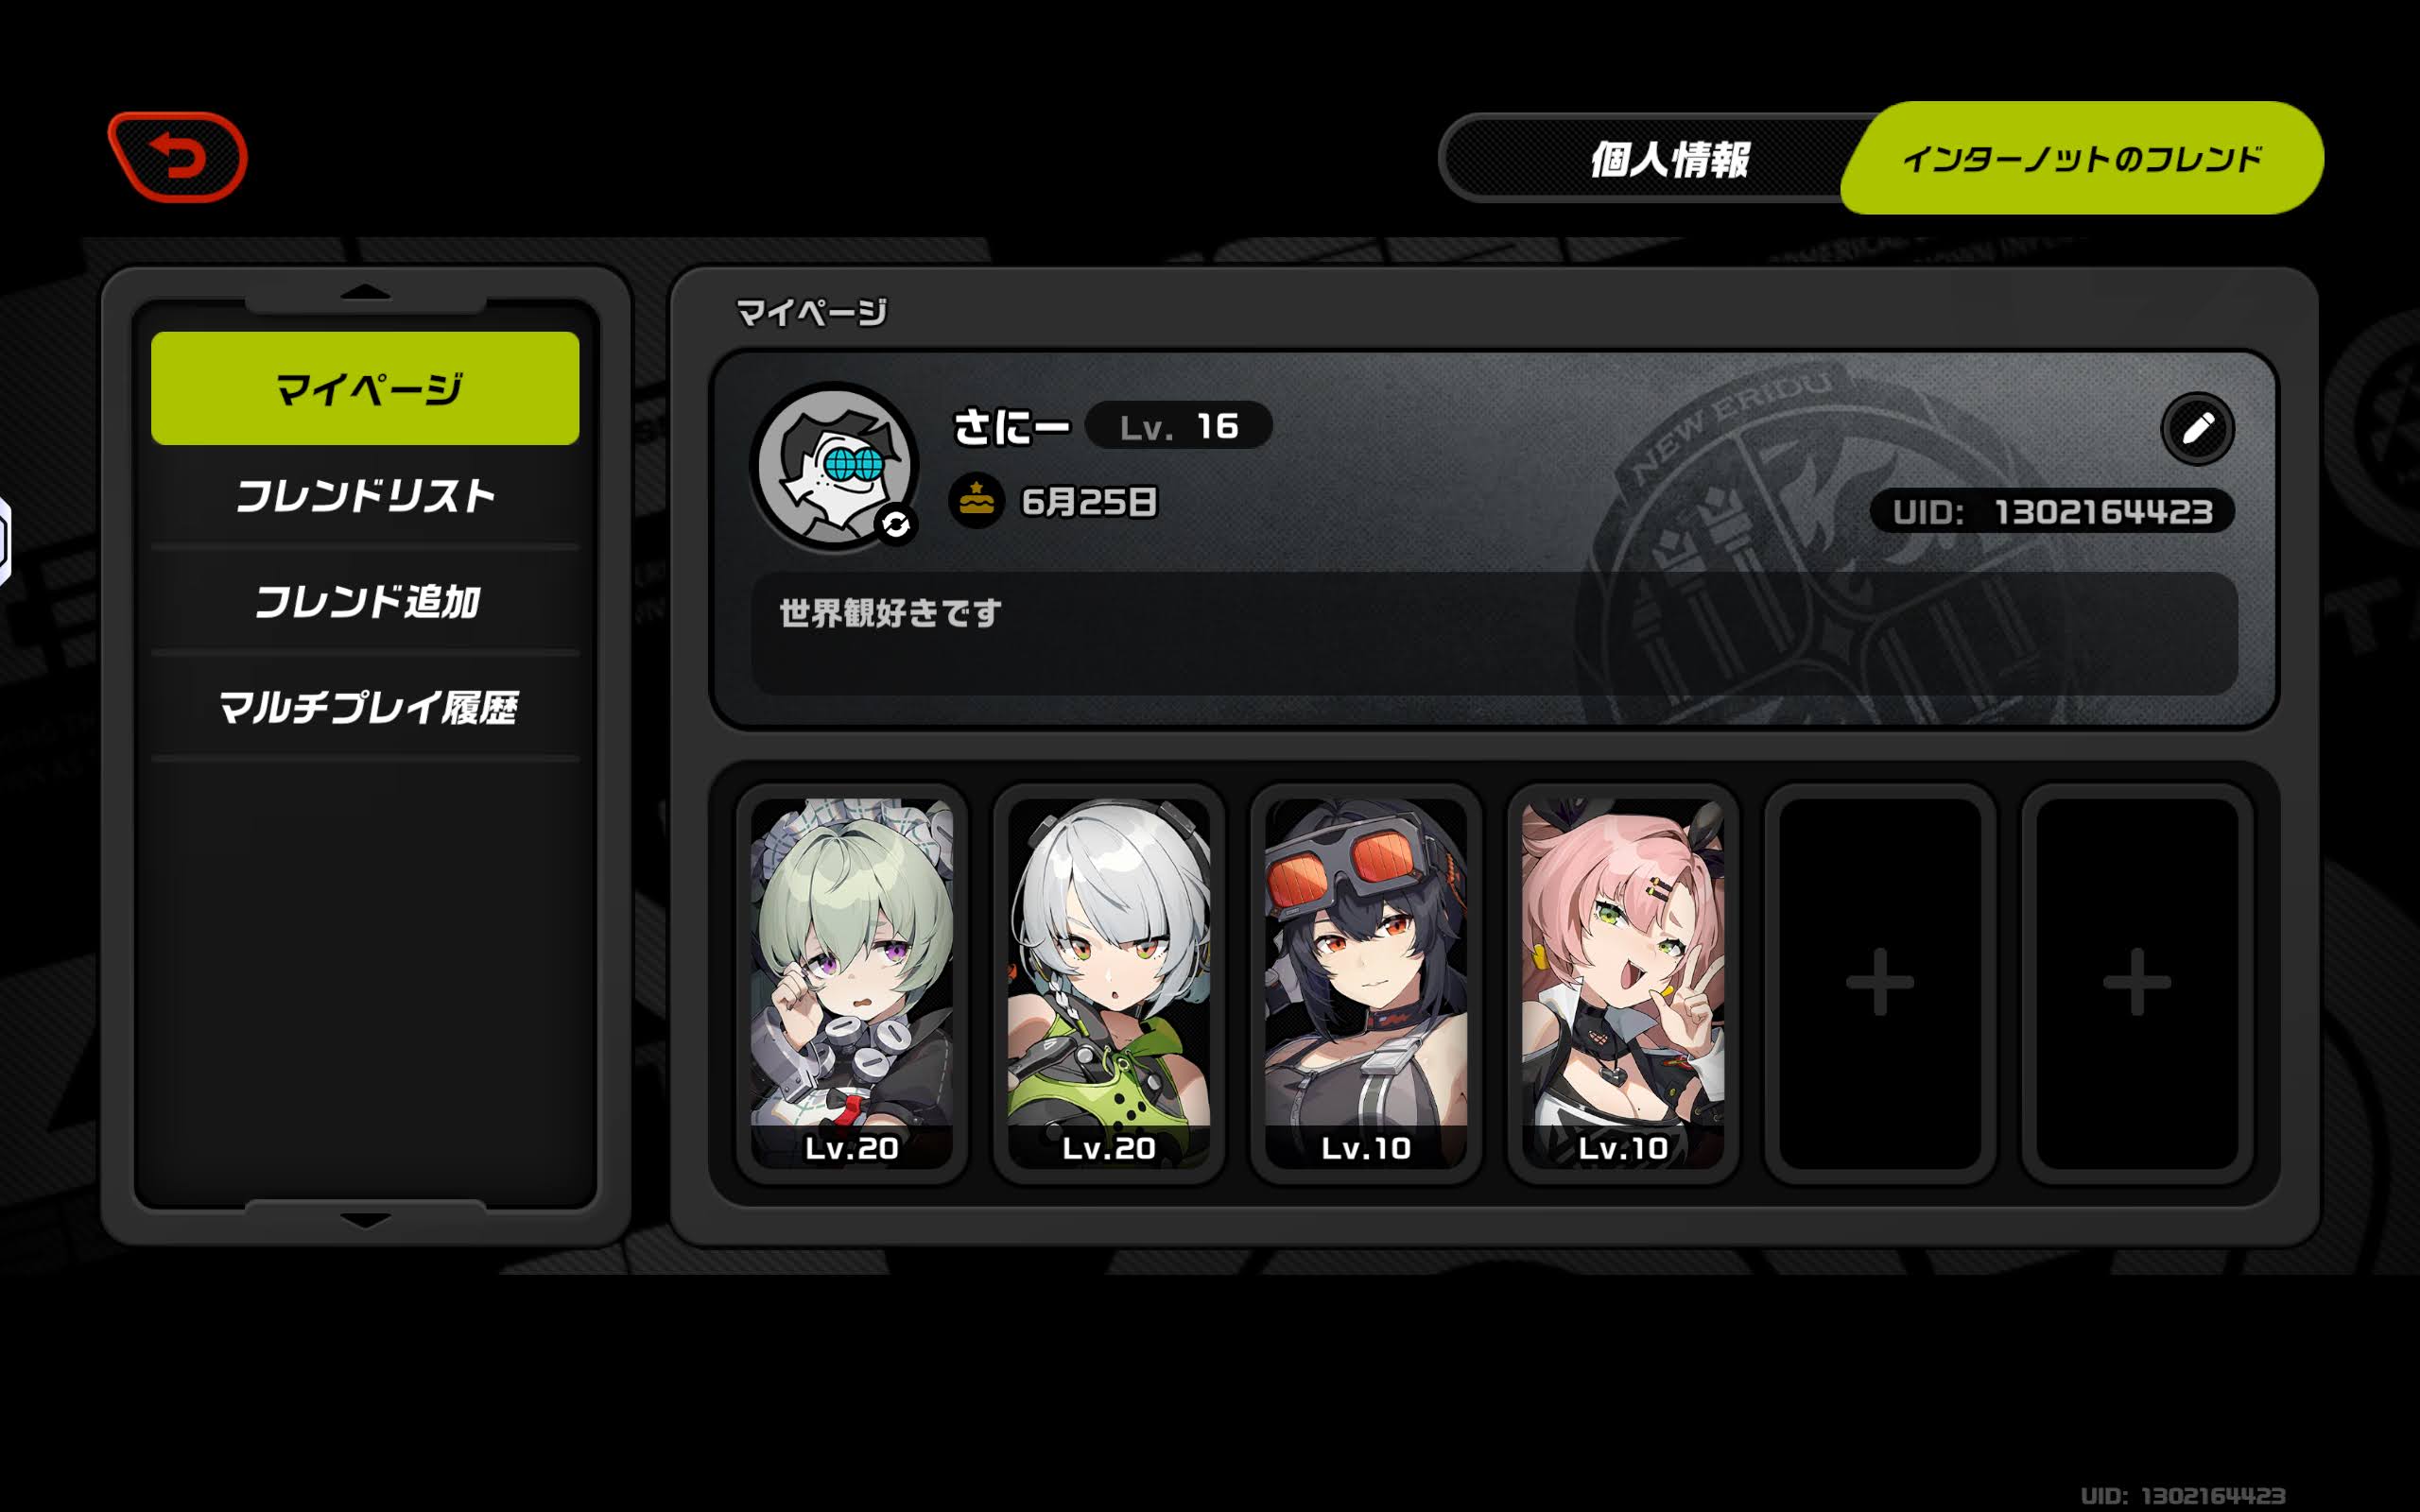 個人情報
インターノットのフレンド
マイページ
フレンドリスト
フレンド追加
マルチプレイ履歴
マイページ
さにー Lv. 16
6月25日
NEW ERIDU
UID: 1302164423
世界観好きです
Lv.20
Lv.20
Lv.10
Lv.10
UID: 1302164423